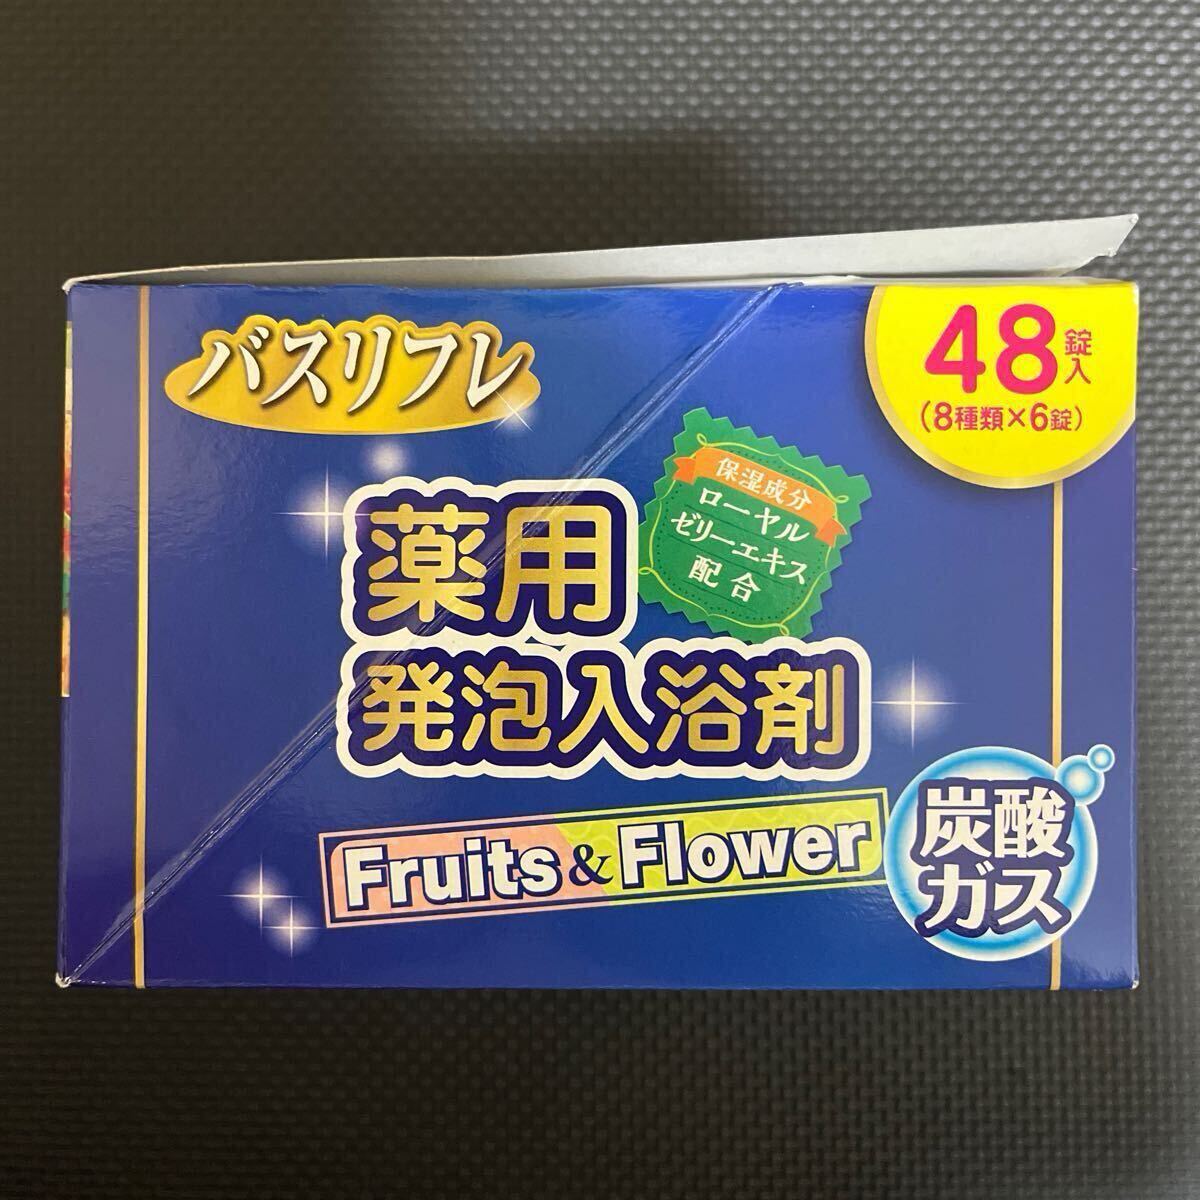 バスリフレ
48錠入
(8種類×6錠)
保湿成分
ローヤル
ゼリーエキス
配合
薬用
発泡入浴剤
Fruits & Flower
炭酸
ガス